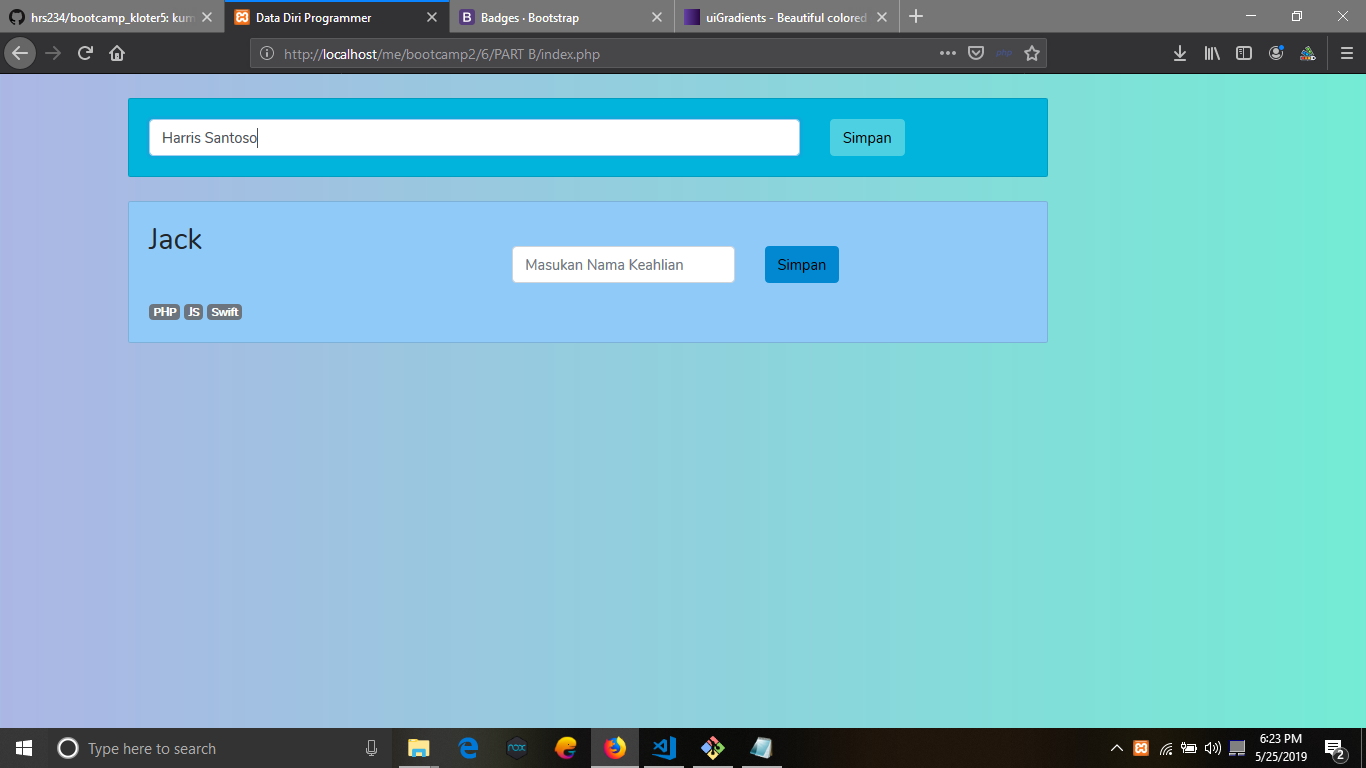 hrs234/bootcamp_kloter5: kum
Data Diri Programmer
Badges · Bootstrap
uiGradients - Beautiful colored
http://localhost/me/bootcamp2/6/PART B/index.php
Harris Santoso
Simpan
Jack
Masukan Nama Keahlian
Simpan
PHP JS Swift
Type here to search
nox
6:23 PM
5/25/2019
2